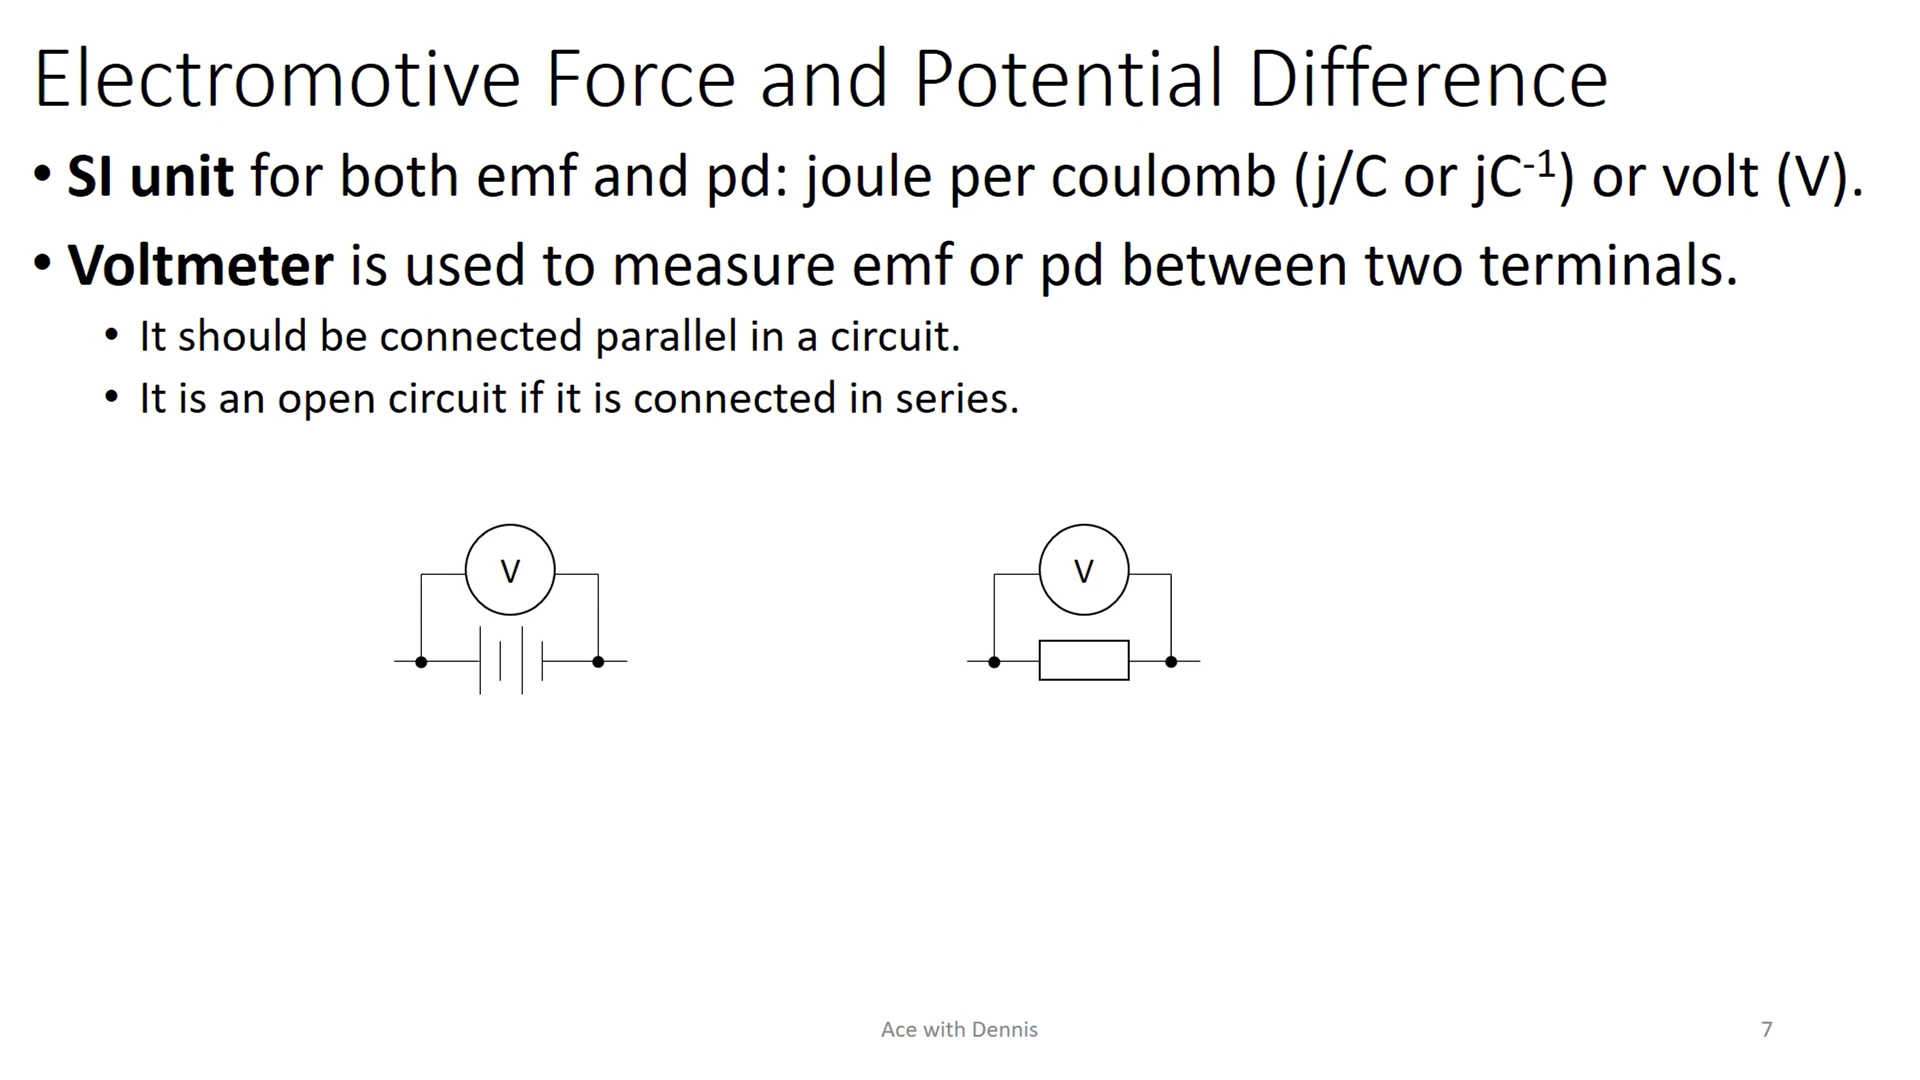 Electromotive Force and Potential Difference
• SI unit for both emf and pd: joule per coulomb (j/C or jC⁻¹) or volt (V).
• Voltmeter is used to measure emf or pd between two terminals.
• It should be connected parallel in a circuit.
• It is an open circuit if it is connected in series.
V
V
Ace with Dennis
7